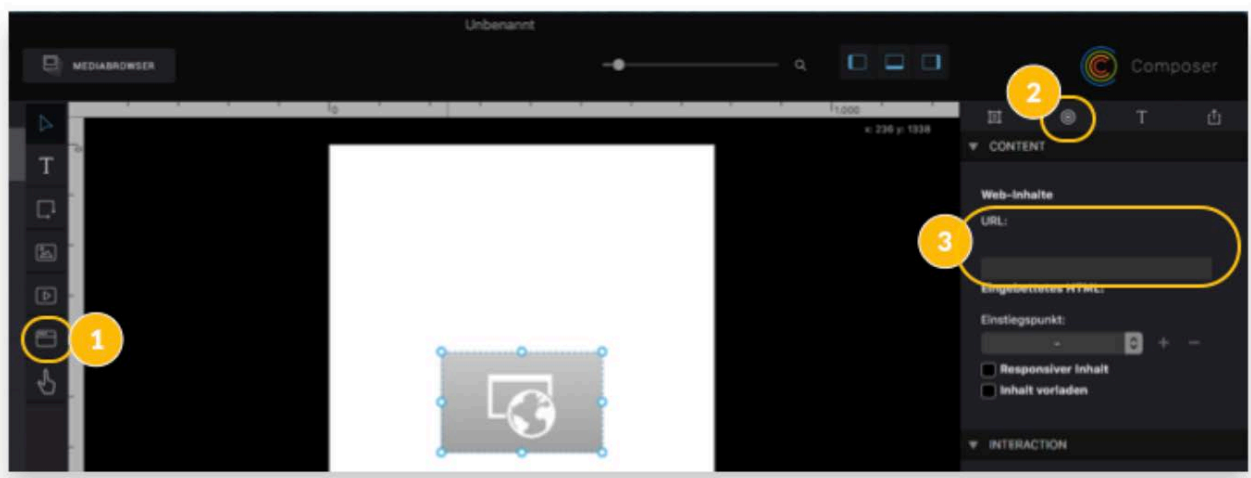 Unbenannt
MEDIABROWSER
Composer
2
0
1.000
T
x: 236 y: 1338
CONTENT
T
Web-Inhalte
URL:
3
Eingebettetes HTML:
Einstiegspunkt:
1
-
Responsiver Inhalt
Inhalt vorladen
INTERACTION